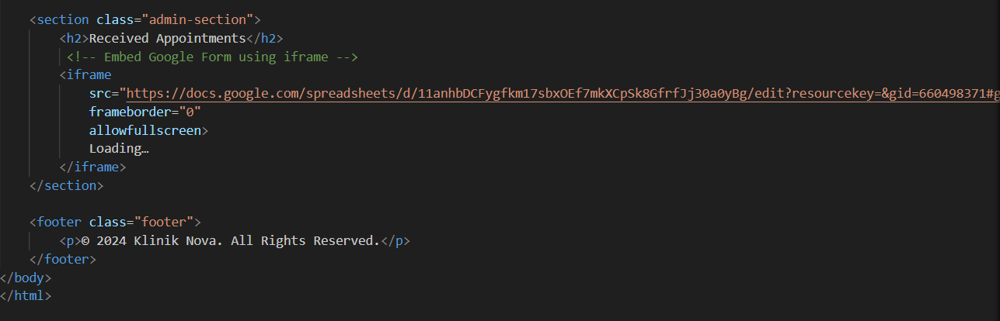 <section class="admin-section">
<h2>Received Appointments</h2>
<!-- Embed Google Form using iframe -->
<iframe
src="https://docs.google.com/spreadsheets/d/11anhbDCFygfkm17sbxOEf7mkXCpSk8GfrfJj30a0yBg/edit?resourcekey=&gid=660498371#g
frameborder="0"
allowfullscreen>
Loading…
</iframe>
</section>
<footer class="footer">
<p>© 2024 Klinik Nova. All Rights Reserved.</p>
</footer>
</body>
</html>